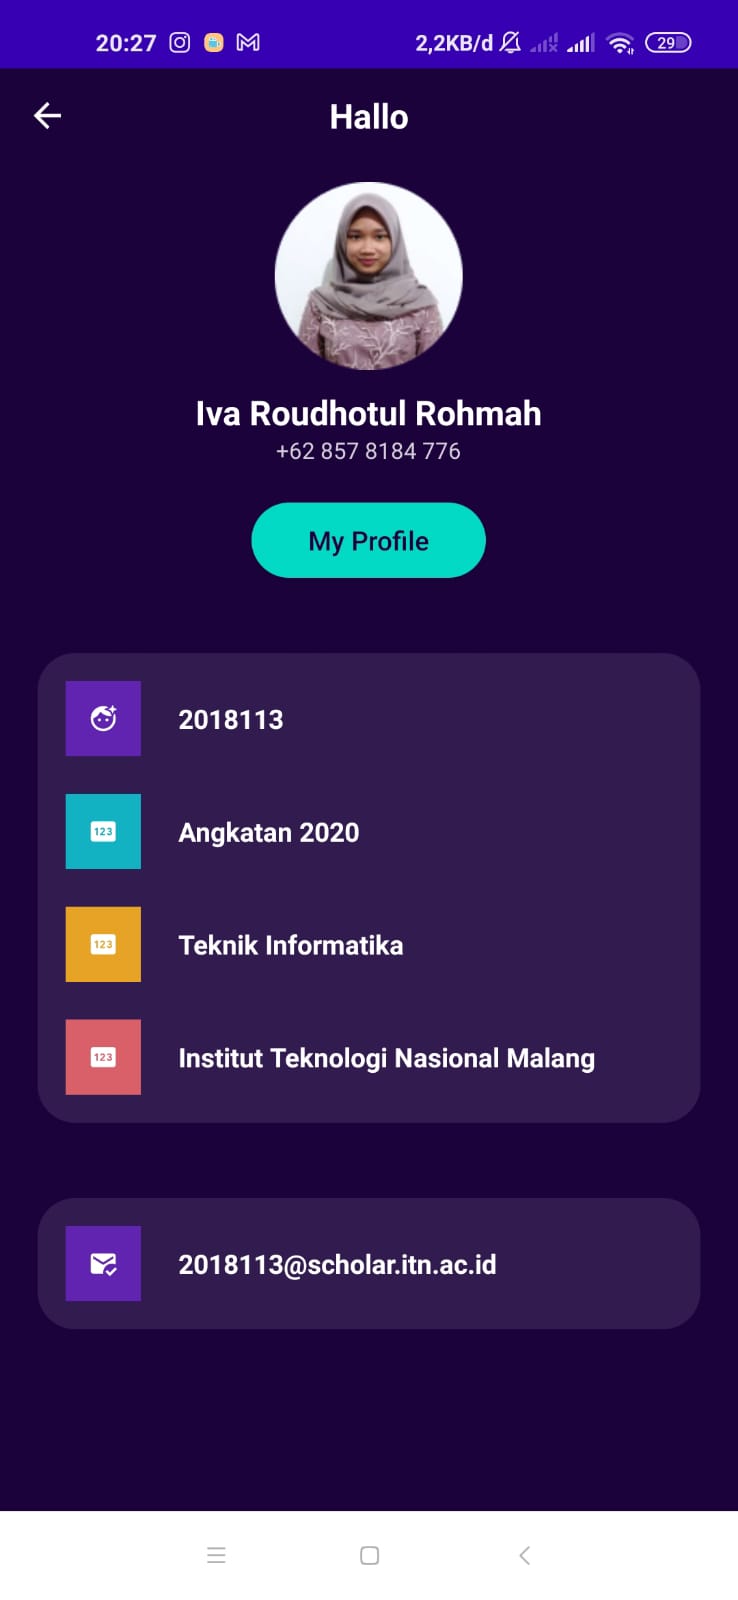 20:27 2,2KB/d 29
Hallo
Iva Roudhotul Rohmah
+62 857 8184 776
My Profile
2018113
123 Angkatan 2020
123 Teknik Informatika
123 Institut Teknologi Nasional Malang
2018113@scholar.itn.ac.id